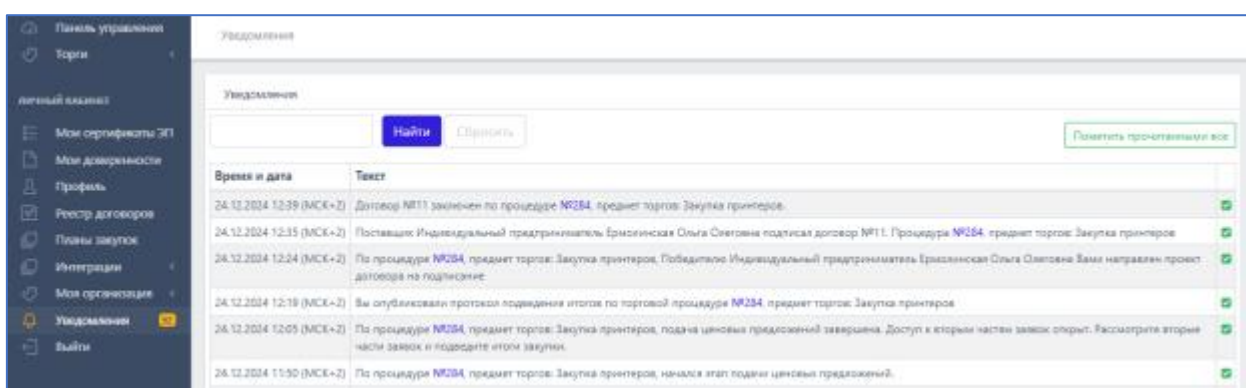 Панель управления
Торги
ЛИЧНЫЙ КАБИНЕТ
Мои сертификаты ЭП
Мои доверенности
Профиль
Реестр договоров
Планы закупок
Интеграции
Моя организация
Уведомления
Выйти
Уведомления
Уведомления
Найти Сбросить
Пометить прочитанными все
Время и дата Текст
24.12.2024 12:39 (МСК+2) Договор №11 заключен по процедуре №284, предмет торгов: Закупка принтеров.
24.12.2024 12:35 (МСК+2) Поставщик Индивидуальный предприниматель Ермолинская Ольга Олеговна подписал договор №11. Процедура №284, предмет торгов: Закупка принтеров
24.12.2024 12:24 (МСК+2) По процедуре №284, предмет торгов: Закупка принтеров, Победителю Индивидуальный предприниматель Ермолинская Ольга Олеговна Вами направлен проект
договора на подписание
24.12.2024 12:19 (МСК+2) Вы опубликовали протокол подведения итогов по торговой процедуре №284, предмет торгов: Закупка принтеров
24.12.2024 12:05 (МСК+2) По процедуре №284, предмет торгов: Закупка принтеров, подача ценовых предложений завершена. Доступ к вторым частям заявок открыт. Рассмотрите вторые
части заявок и подведите итоги закупки.
24.12.2024 11:50 (МСК+2) По процедуре №284, предмет торгов: Закупка принтеров, начался этап подачи ценовых предложений.